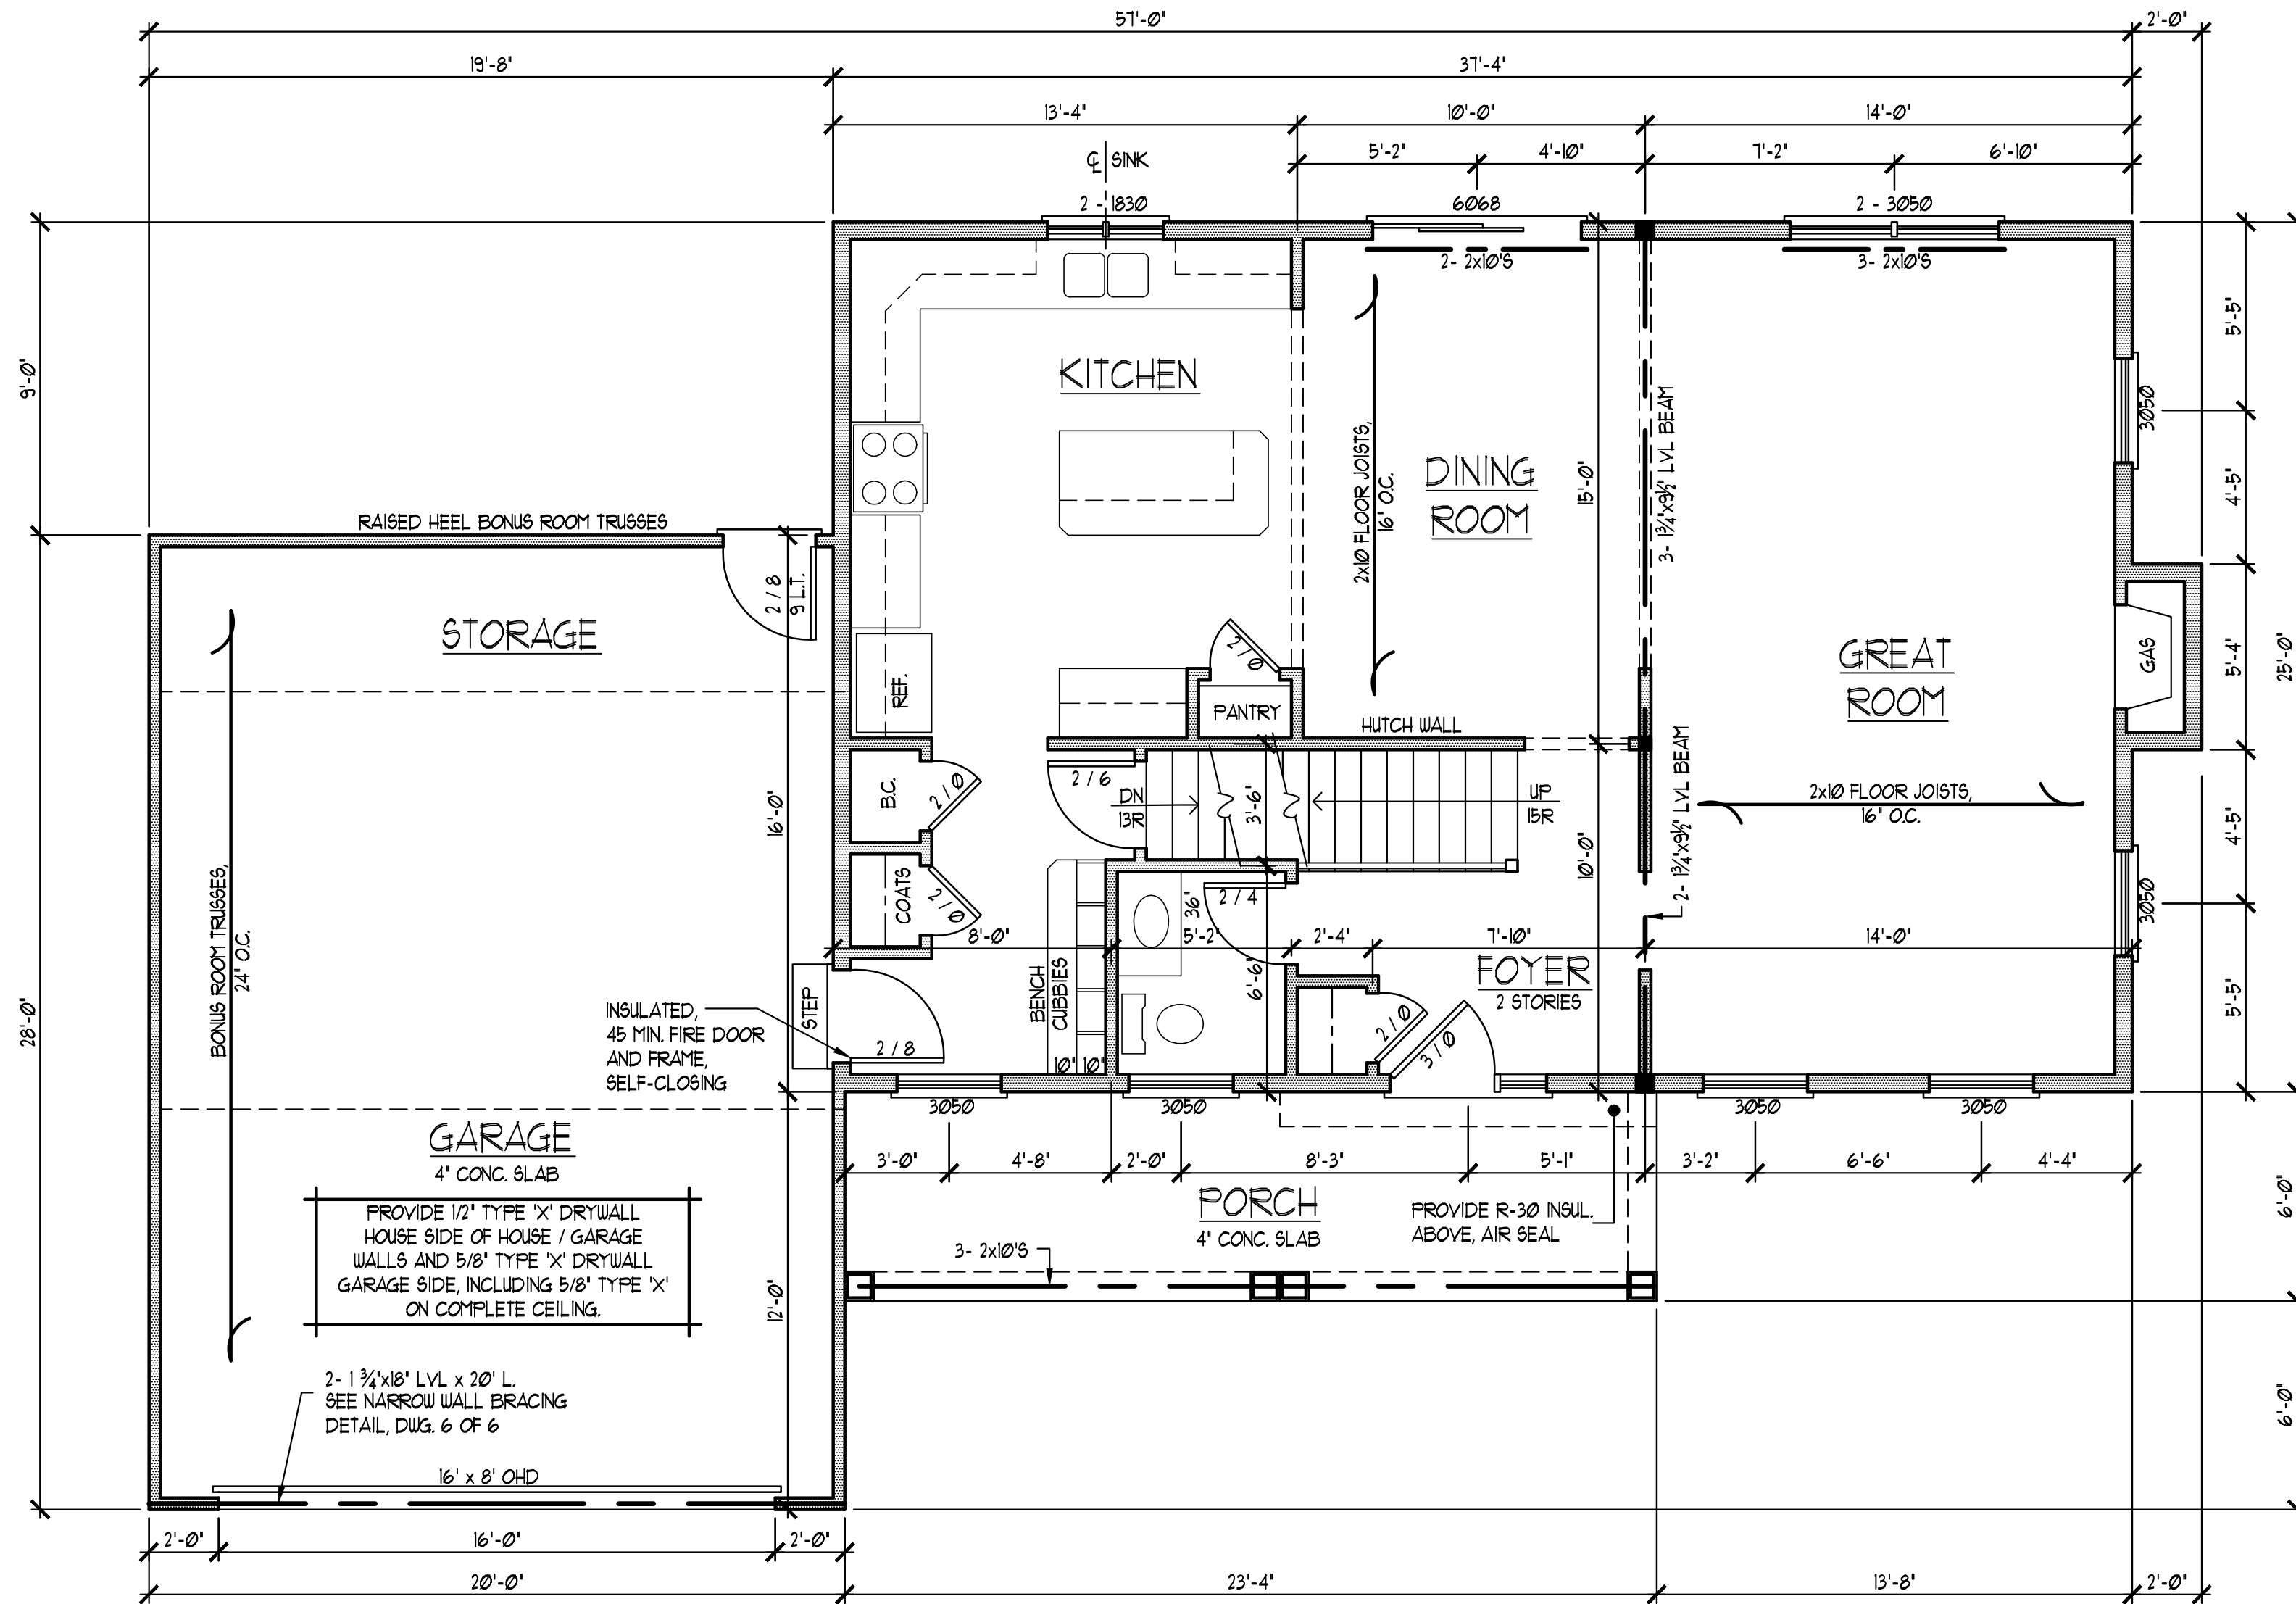 57'-0"
2'-0"
19'-8"
37'-4"
13'-4"
10'-0"
14'-0"
5'-2"
4'-10"
7'-2"
6'-10"
℄ SINK
2 - 1830
6068
2 - 3050
2- 2x10'S
3- 2x10'S
9'-0"
5'-5"
KITCHEN
3050
3- 1¾"x9½" LVL BEAM
2x10 FLOOR JOISTS,
16" O.C.
DINING
ROOM
15'-0"
4'-5"
RAISED HEEL BONUS ROOM TRUSSES
2 / 8
9 L.T.
STORAGE
REF.
2 / 0
PANTRY
HUTCH WALL
GREAT
ROOM
GAS
5'-4"
25'-0"
B.C.
2 / 0
2 / 6
DN
13R
3'-6"
UP
15R
2- 1¾"x9½" LVL BEAM
2x10 FLOOR JOISTS,
16" O.C.
4'-5"
16'-0"
COATS
2 / 0
36"
2 / 4
10'-0"
3050
BONUS ROOM TRUSSES,
24" O.C.
8'-0"
5'-2"
2'-4"
7'-10"
14'-0"
BENCH
CUBBIES
6'-6"
FOYER
2 STORIES
5'-5"
28'-0"
INSULATED,
45 MIN. FIRE DOOR
AND FRAME,
SELF-CLOSING
STEP
2 / 8
10"
10"
2 / 0
3 / 0
3050
3050
3050
3050
GARAGE
4" CONC. SLAB
3'-0"
4'-8"
2'-0"
8'-3"
5'-1"
3'-2"
6'-6"
4'-4"
PROVIDE 1/2" TYPE 'X' DRYWALL
HOUSE SIDE OF HOUSE / GARAGE
WALLS AND 5/8" TYPE 'X' DRYWALL
GARAGE SIDE, INCLUDING 5/8" TYPE 'X'
ON COMPLETE CEILING.
PORCH
4" CONC. SLAB
PROVIDE R-30 INSUL.
ABOVE, AIR SEAL
3- 2x10'S
6'-0"
12'-0"
2- 1 ¾"x18" LVL x 20' L.
SEE NARROW WALL BRACING
DETAIL, DWG. 6 OF 6
6'-0"
16' x 8' OHD
2'-0"
16'-0"
2'-0"
20'-0"
23'-4"
13'-8"
2'-0"